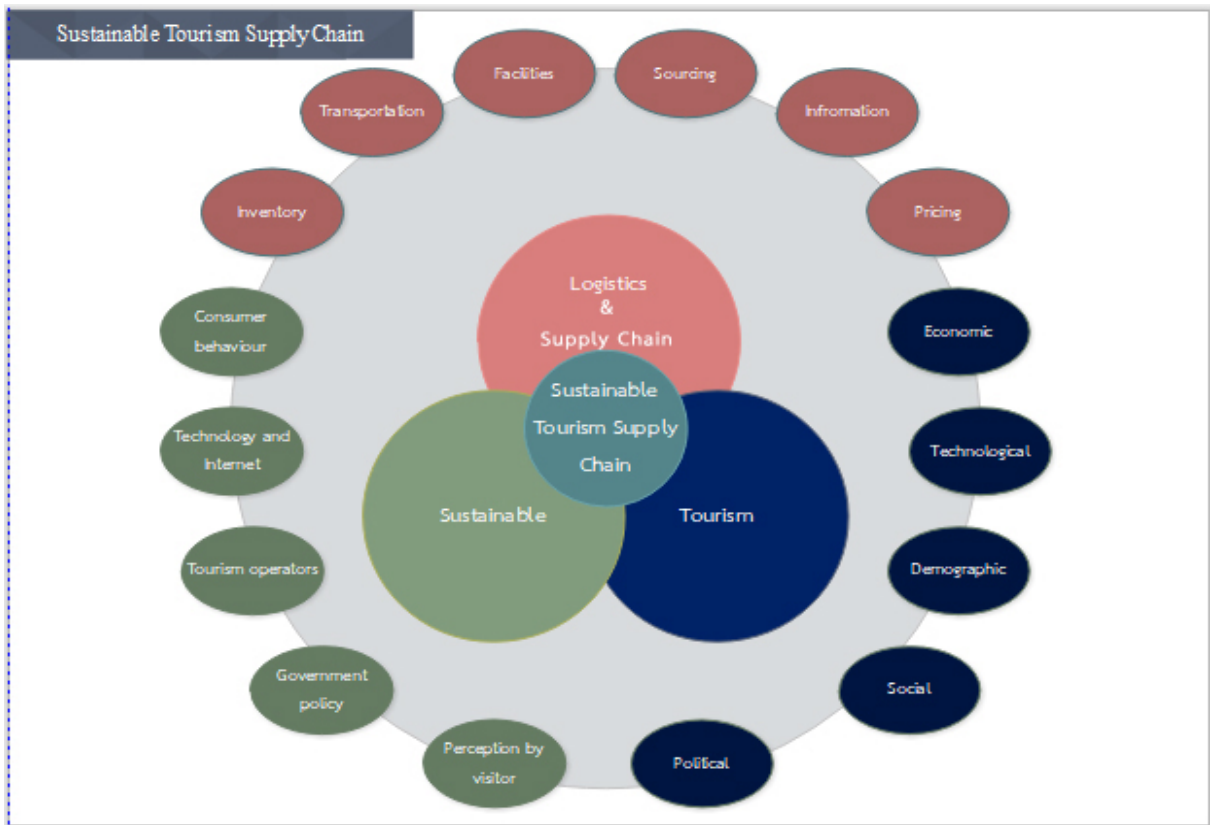 Sustainable Tourism Supply Chain
Facilities
Sourcing
Transportation
Infromation
Inventory
Pricing
Logistics
&
Supply Chain
Consumer
behaviour
Economic
Sustainable
Tourism Supply
Chain
Technology and
Internet
Technological
Sustainable
Tourism
Tourism operators
Demographic
Government
policy
Social
Perception by
visitor
Political